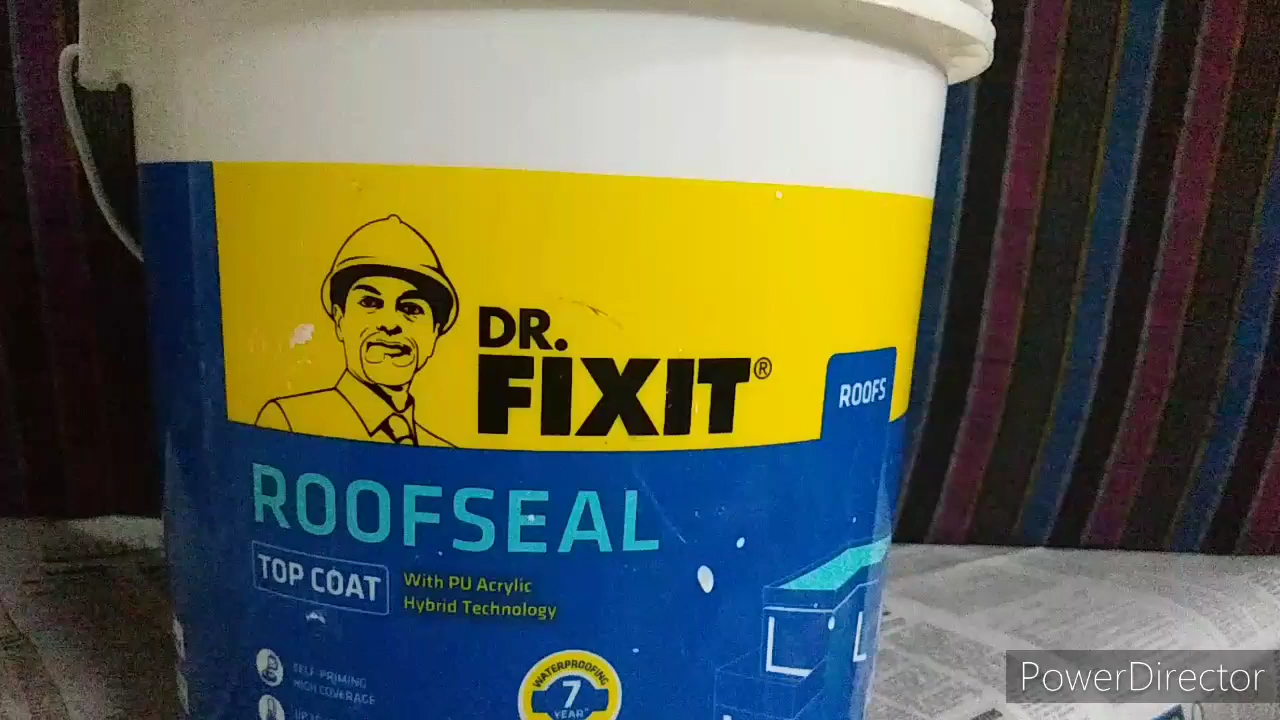 DR.
FIXIT®
ROOFS
ROOFSEAL
TOP COAT
With PU Acrylic
Hybrid Technology
SELF-PRIMING
HIGH COVERAGE
WATERPROOFING
7
YEAR
PowerDirector